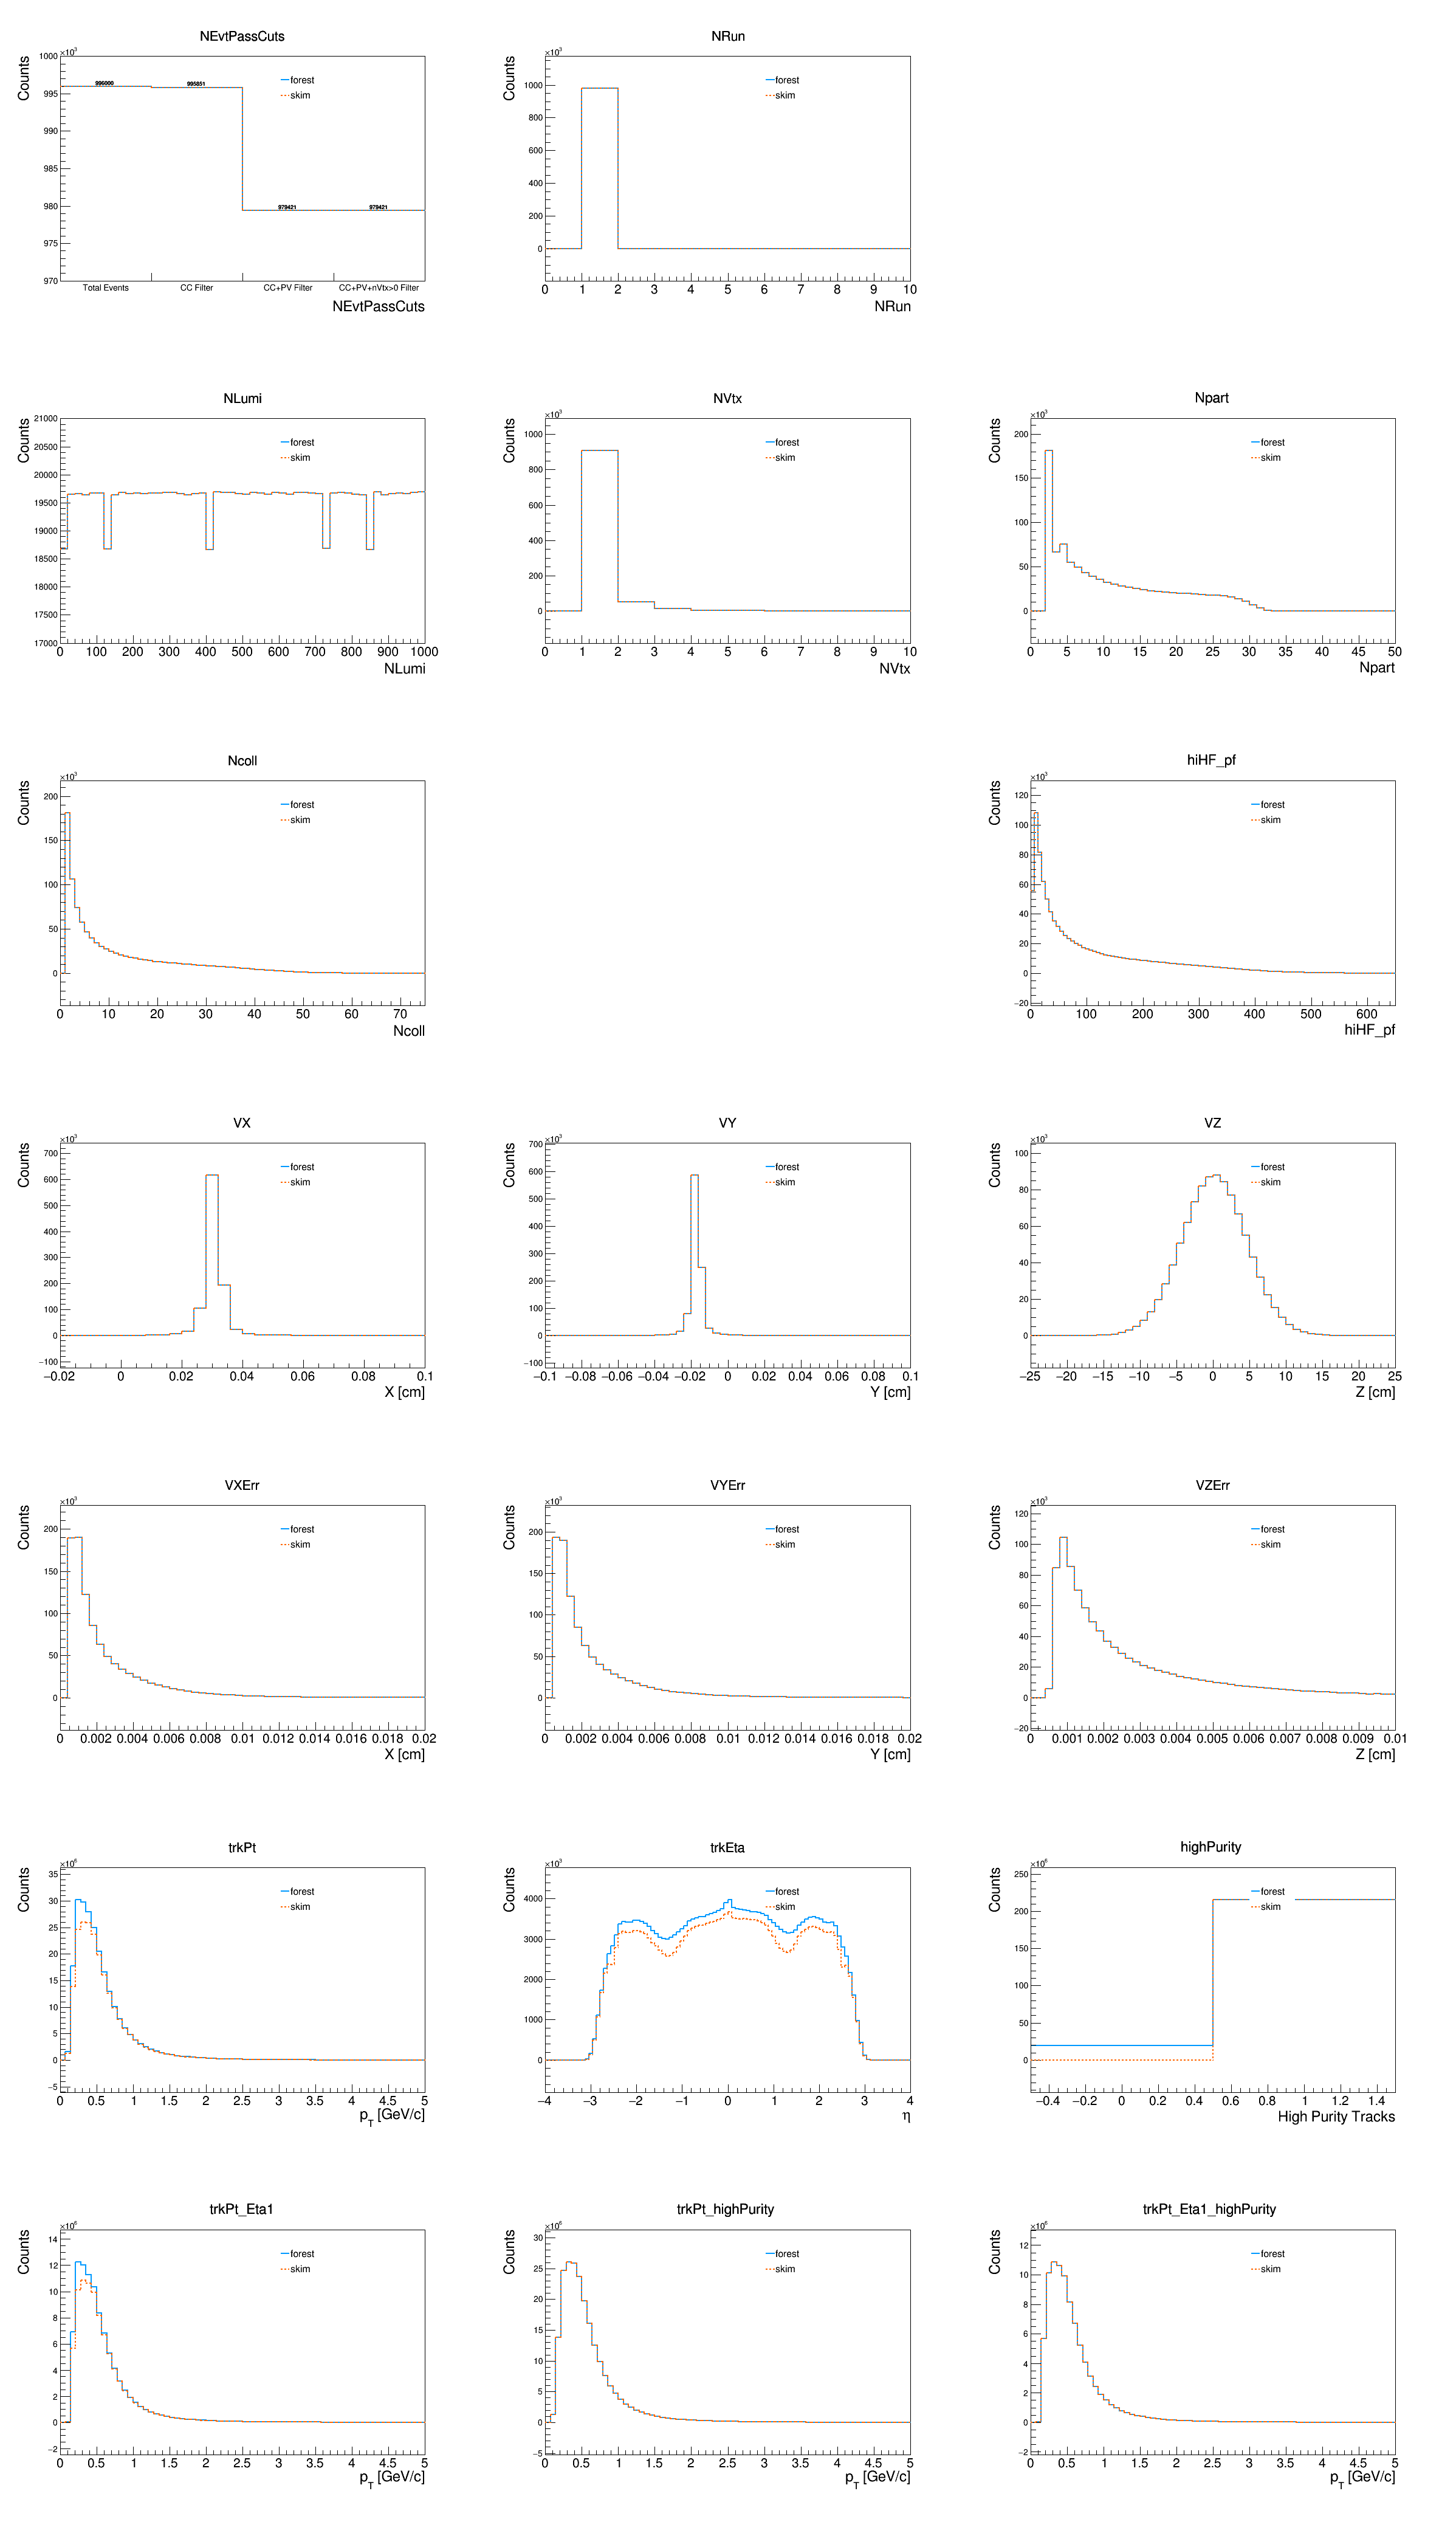 NEvtPassCuts
×10³
Counts
1000
995
990
985
980
975
970
996000
995851
979421
979421
forest
skim
Total Events
CC Filter
CC+PV Filter
CC+PV+nVtx>0 Filter
NEvtPassCuts
NRun
×10³
Counts
1000
800
600
400
200
0
forest
skim
0 1 2 3 4 5 6 7 8 9 10
NRun
NLumi
Counts
21000
20500
20000
19500
19000
18500
18000
17500
17000
forest
skim
0 100 200 300 400 500 600 700 800 900 1000
NLumi
NVtx
×10³
Counts
1000
800
600
400
200
0
forest
skim
0 1 2 3 4 5 6 7 8 9 10
NVtx
Npart
×10³
Counts
200
150
100
50
0
forest
skim
0 5 10 15 20 25 30 35 40 45 50
Npart
Ncoll
×10³
Counts
200
150
100
50
0
forest
skim
0 10 20 30 40 50 60 70
Ncoll
hiHF_pf
×10³
Counts
120
100
80
60
40
20
0
−20
forest
skim
0 100 200 300 400 500 600
hiHF_pf
VX
×10³
Counts
700
600
500
400
300
200
100
0
−100
forest
skim
−0.02 0 0.02 0.04 0.06 0.08 0.1
X [cm]
VY
×10³
Counts
700
600
500
400
300
200
100
0
−100
forest
skim
−0.1 −0.08 −0.06 −0.04 −0.02 0 0.02 0.04 0.06 0.08 0.1
Y [cm]
VZ
×10³
Counts
100
80
60
40
20
0
forest
skim
−25 −20 −15 −10 −5 0 5 10 15 20 25
Z [cm]
VXErr
×10³
Counts
200
150
100
50
0
forest
skim
0 0.002 0.004 0.006 0.008 0.01 0.012 0.014 0.016 0.018 0.02
X [cm]
VYErr
×10³
Counts
200
150
100
50
0
forest
skim
0 0.002 0.004 0.006 0.008 0.01 0.012 0.014 0.016 0.018 0.02
Y [cm]
VZErr
×10³
Counts
120
100
80
60
40
20
0
−20
forest
skim
0 0.001 0.002 0.003 0.004 0.005 0.006 0.007 0.008 0.009 0.01
Z [cm]
trkPt
×10⁶
Counts
35
30
25
20
15
10
5
0
−5
forest
skim
0 0.5 1 1.5 2 2.5 3 3.5 4 4.5 5
p_T [GeV/c]
trkEta
×10³
Counts
4000
3000
2000
1000
0
forest
skim
−4 −3 −2 −1 0 1 2 3 4
η
highPurity
×10⁶
Counts
250
200
150
100
50
0
forest
skim
−0.4 −0.2 0 0.2 0.4 0.6 0.8 1 1.2 1.4
High Purity Tracks
trkPt_Eta1
×10⁶
Counts
14
12
10
8
6
4
2
0
−2
forest
skim
0 0.5 1 1.5 2 2.5 3 3.5 4 4.5 5
p_T [GeV/c]
trkPt_highPurity
×10⁶
Counts
30
25
20
15
10
5
0
−5
forest
skim
0 0.5 1 1.5 2 2.5 3 3.5 4 4.5 5
p_T [GeV/c]
trkPt_Eta1_highPurity
×10⁶
Counts
12
10
8
6
4
2
0
−2
forest
skim
0 0.5 1 1.5 2 2.5 3 3.5 4 4.5 5
p_T [GeV/c]